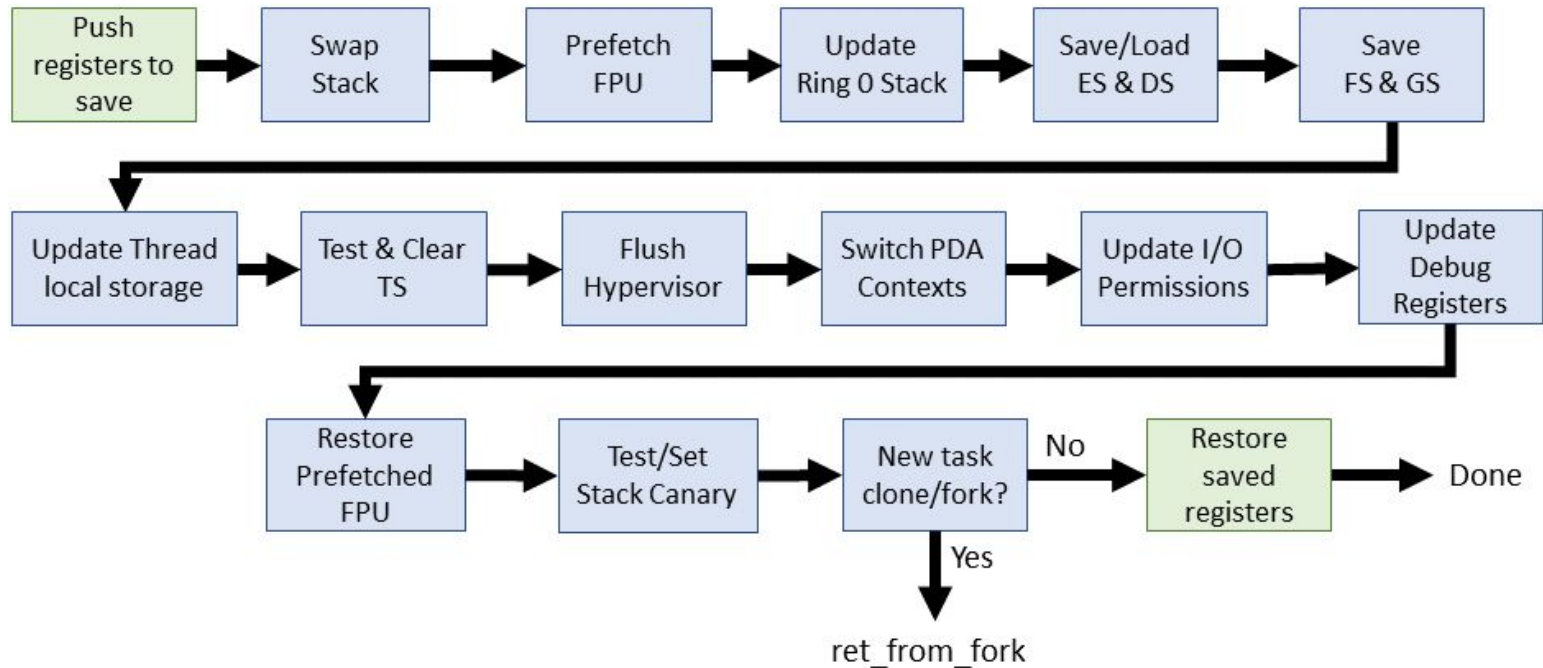 Push
registers to
save
Swap
Stack
Prefetch
FPU
Update
Ring 0 Stack
Save/Load
ES & DS
Save
FS & GS
Update Thread
local storage
Test & Clear
TS
Flush
Hypervisor
Switch PDA
Contexts
Update I/O
Permissions
Update
Debug
Registers
Restore
Prefetched
FPU
Test/Set
Stack Canary
New task
clone/fork?
No
Restore
saved
registers
Done
Yes
ret_from_fork